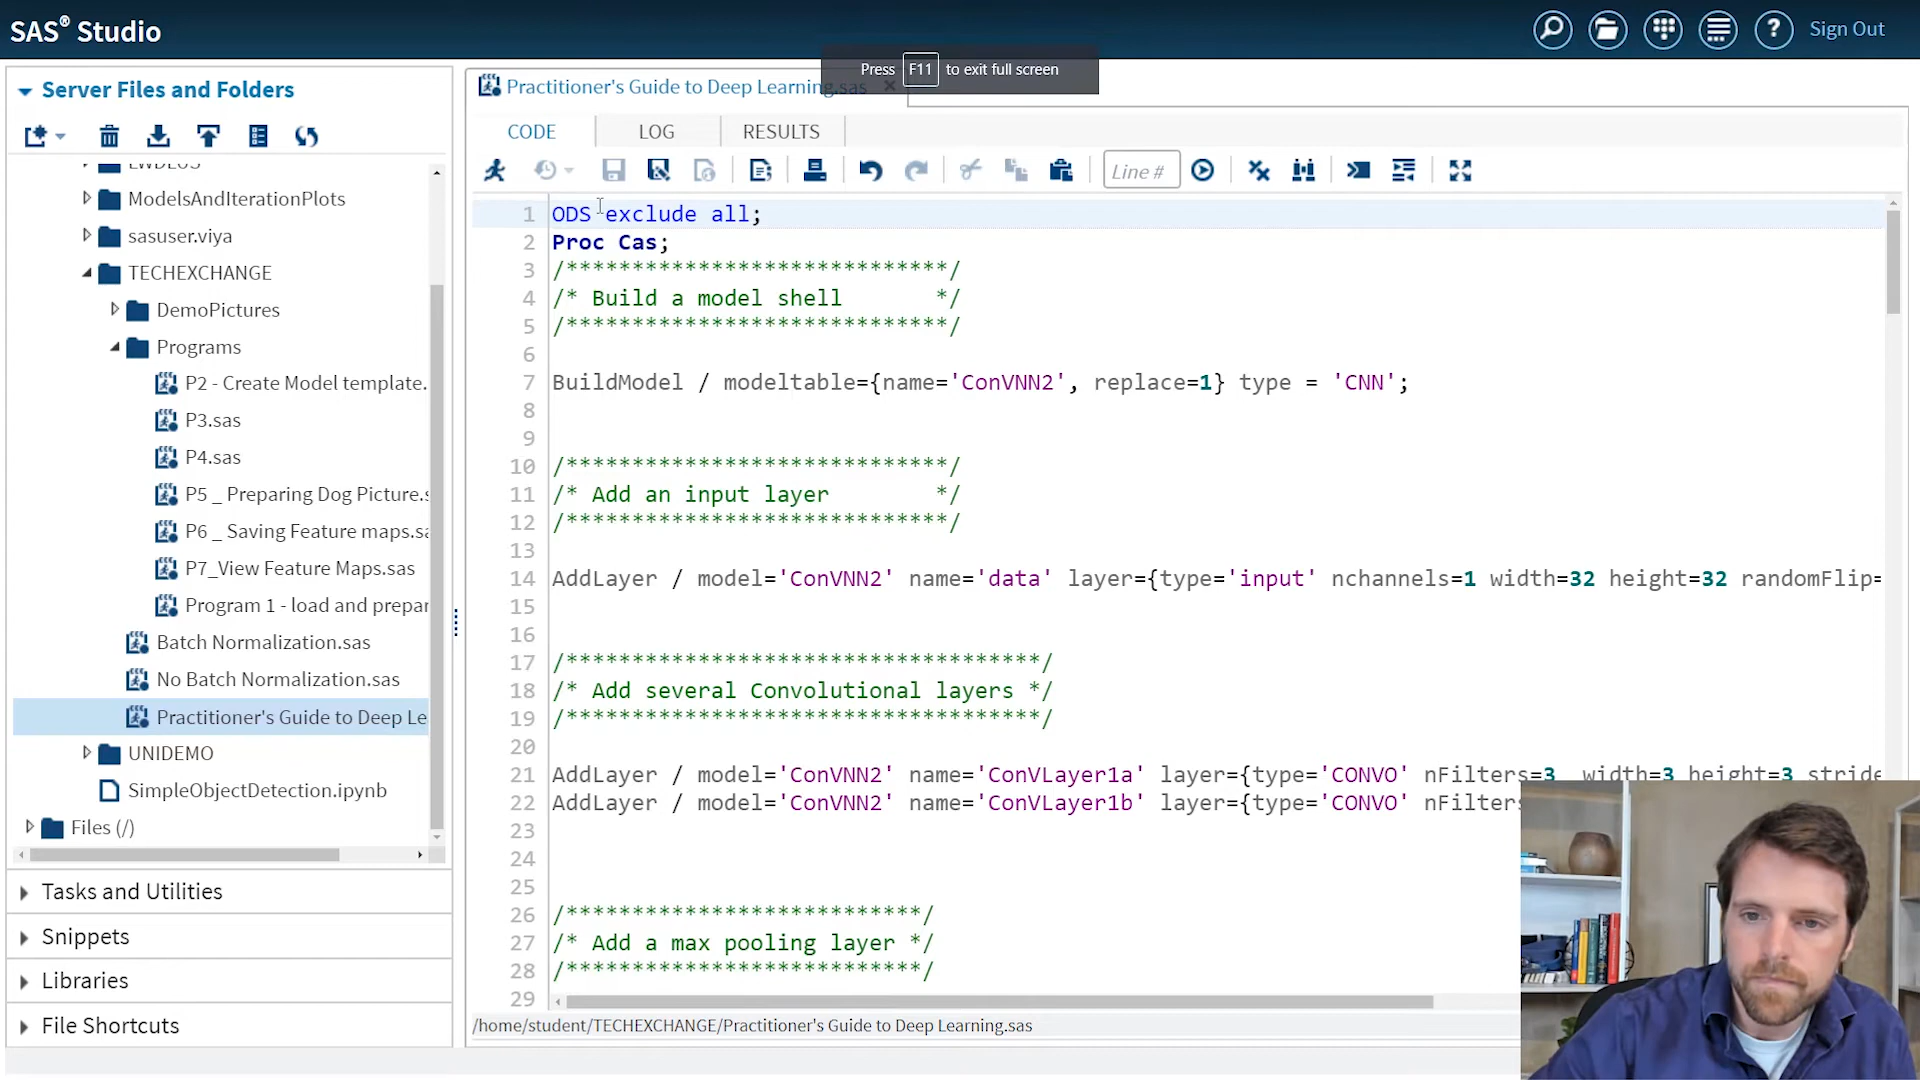 SAS® Studio
Sign Out
Press F11 to exit full screen
Server Files and Folders
ModelsAndIterationPlots
sasuser.viya
TECHEXCHANGE
DemoPictures
Programs
P2 - Create Model template.
P3.sas
P4.sas
P5 _ Preparing Dog Picture.s
P6 _ Saving Feature maps.sa
P7_View Feature Maps.sas
Program 1 - load and prepar
Batch Normalization.sas
No Batch Normalization.sas
Practitioner's Guide to Deep Le
UNIDEMO
SimpleObjectDetection.ipynb
Files (/)
Tasks and Utilities
Snippets
Libraries
File Shortcuts
Practitioner's Guide to Deep Learning.sas
CODE LOG RESULTS
Line #
1 ODS exclude all;
2 Proc Cas;
3 /*****************************/
4 /* Build a model shell */
5 /*****************************/
6
7 BuildModel / modeltable={name='ConVNN2', replace=1} type = 'CNN';
8
9
10 /*****************************/
11 /* Add an input layer */
12 /*****************************/
13
14 AddLayer / model='ConVNN2' name='data' layer={type='input' nchannels=1 width=32 height=32 randomFlip=
15
16
17 /************************************/
18 /* Add several Convolutional layers */
19 /************************************/
20
21 AddLayer / model='ConVNN2' name='ConVLayer1a' layer={type='CONVO' nFilters=3 width=3 height=3 stride
22 AddLayer / model='ConVNN2' name='ConVLayer1b' layer={type='CONVO' nFilters
23
24
25
26 /***************************/
27 /* Add a max pooling layer */
28 /***************************/
29
/home/student/TECHEXCHANGE/Practitioner's Guide to Deep Learning.sas